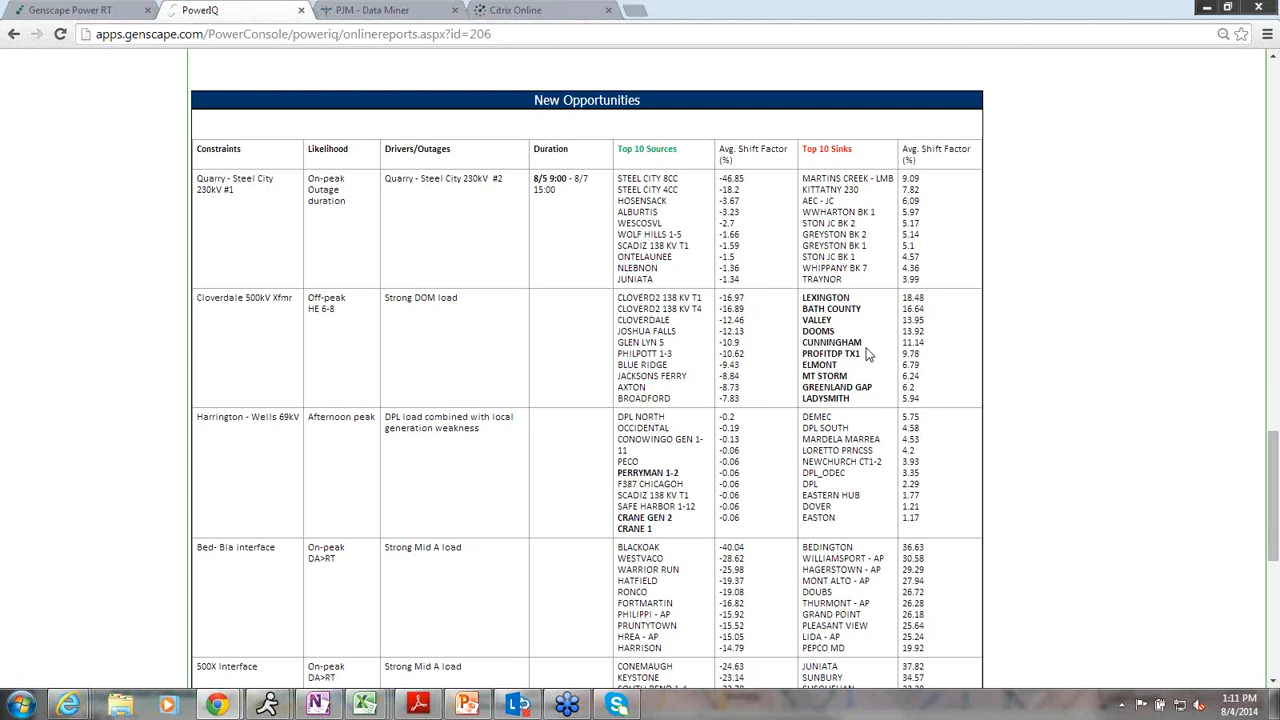 Genscape Power RT
PowerIQ
PJM - Data Miner
Citrix Online
apps.genscape.com/PowerConsole/poweriq/onlinereports.aspx?id=206
New Opportunities
Constraints Likelihood Drivers/Outages Duration Top 10 Sources Avg. Shift Factor (%) Top 10 Sinks Avg. Shift Factor (%)
Quarry - Steel City 230kV #1
On-peak Outage duration
Quarry - Steel City 230kV #2
8/5 9:00 - 8/7 15:00
STEEL CITY 8CC -46.85 MARTINS CREEK - LMB 9.09
STEEL CITY 4CC -18.2 KITTATNY 230 7.82
HOSENSACK -3.67 AEC - JC 6.09
ALBURTIS -3.23 WWHARTON BK 1 5.97
WESCOSVL -2.7 STON JC BK 2 5.17
WOLF HILLS 1-5 -1.66 GREYSTON BK 2 5.14
SCADIZ 138 KV T1 -1.59 GREYSTON BK 1 5.1
ONTELAUNEE -1.5 STON JC BK 1 4.57
NLEBNON -1.36 WHIPPANY BK 7 4.36
JUNIATA -1.34 TRAYNOR 3.99
Cloverdale 500kV Xfmr
Off-peak HE 6-8
Strong DOM load
CLOVERD2 138 KV T1 -16.97 LEXINGTON 18.48
CLOVERD2 138 KV T4 -16.89 BATH COUNTY 16.64
CLOVERDALE -12.46 VALLEY 13.95
JOSHUA FALLS -12.13 DOOMS 13.92
GLEN LYN 5 -10.9 CUNNINGHAM 11.14
PHILPOTT 1-3 -10.62 PROFITDP TX1 9.78
BLUE RIDGE -9.43 ELMONT 6.79
JACKSONS FERRY -8.84 MT STORM 6.24
AXTON -8.73 GREENLAND GAP 6.2
BROADFORD -7.83 LADYSMITH 5.94
Harrington - Wells 69kV
Afternoon peak
DPL load combined with local generation weakness
DPL NORTH -0.2 DEMEC 5.75
OCCIDENTAL -0.19 DPL SOUTH 4.58
CONOWINGO GEN 1- -0.13 MARDELA MARREA 4.53
11 -0.06 LORETTO PRNCSS 4.2
PECO -0.06 NEWCHURCH CT1-2 3.93
PERRYMAN 1-2 -0.06 DPL_ODEC 3.35
F387 CHICAGOH -0.06 DPL 2.29
SCADIZ 138 KV T1 -0.06 EASTERN HUB 1.77
SAFE HARBOR 1-12 -0.06 DOVER 1.21
CRANE GEN 2 -0.06 EASTON 1.17
CRANE 1
Bed- Bla interface
On-peak DA>RT
Strong Mid A load
BLACKOAK -40.04 BEDINGTON 36.63
WESTVACO -28.62 WILLIAMSPORT - AP 30.58
WARRIOR RUN -25.98 HAGERSTOWN - AP 29.29
HATFIELD -19.37 MONT ALTO - AP 27.94
RONCO -19.08 DOUBS 26.72
FORTMARTIN -16.82 THURMONT - AP 26.28
PHILIPPI - AP -15.92 GRAND POINT 26.18
PRUNTYTOWN -15.52 PLEASANT VIEW 25.64
HREA - AP -15.05 LIDA - AP 25.24
HARRISON -14.79 PEPCO MD 19.92
500X Interface
On-peak DA>RT
Strong Mid A load
CONEMAUGH -24.63 JUNIATA 37.82
KEYSTONE -23.14 SUNBURY 34.57
1:11 PM
8/4/2014